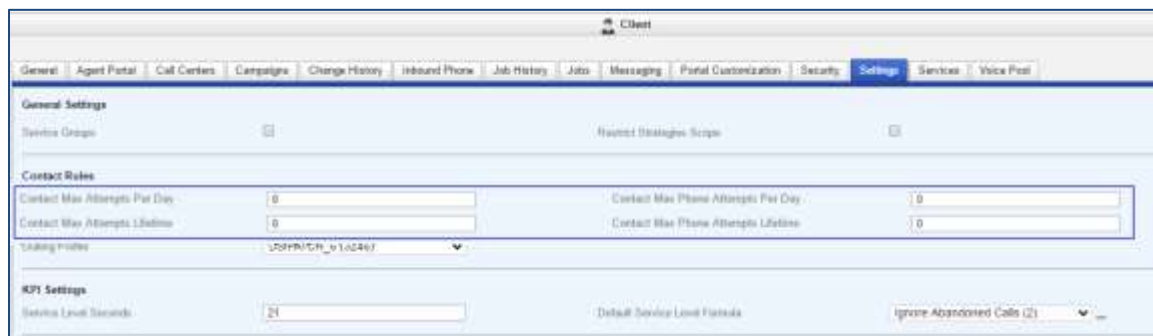 Client
General Agent Portal Call Centers Campaigns Change History Inbound Phone Job History Jobs Messaging Portal Customization Security Settings Services Voice Post
General Settings
Service Groups Restrict Strategies Scope
Contact Rules
Contact Max Attempts Per Day 0 Contact Max Phone Attempts Per Day 0
Contact Max Attempts Lifetime 0 Contact Max Phone Attempts Lifetime 0
Dialing Profiles
KPI Settings
Service Level Seconds 21 Default Service Level Formula Ignore Abandoned Calls (2) ...